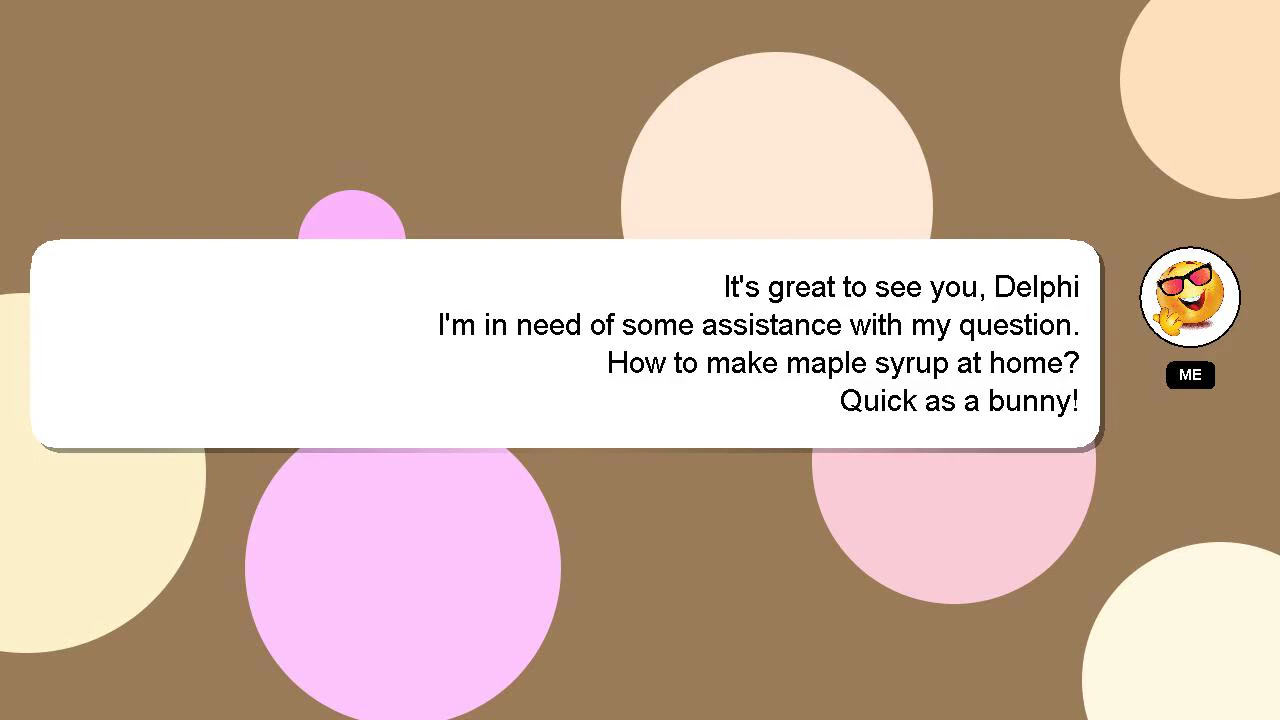 It's great to see you, Delphi
I'm in need of some assistance with my question.
How to make maple syrup at home?
Quick as a bunny!
ME